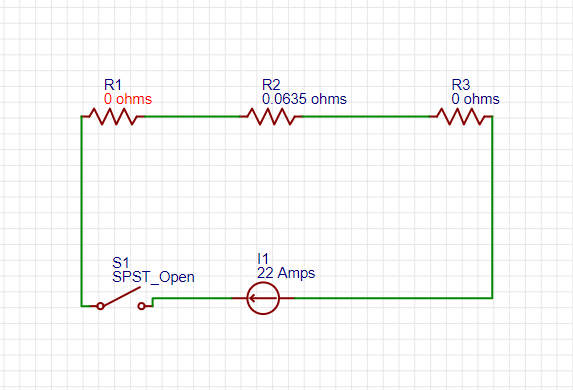 R1
0 ohms
R2
0.0635 ohms
R3
0 ohms
S1
SPST_Open
I1
22 Amps